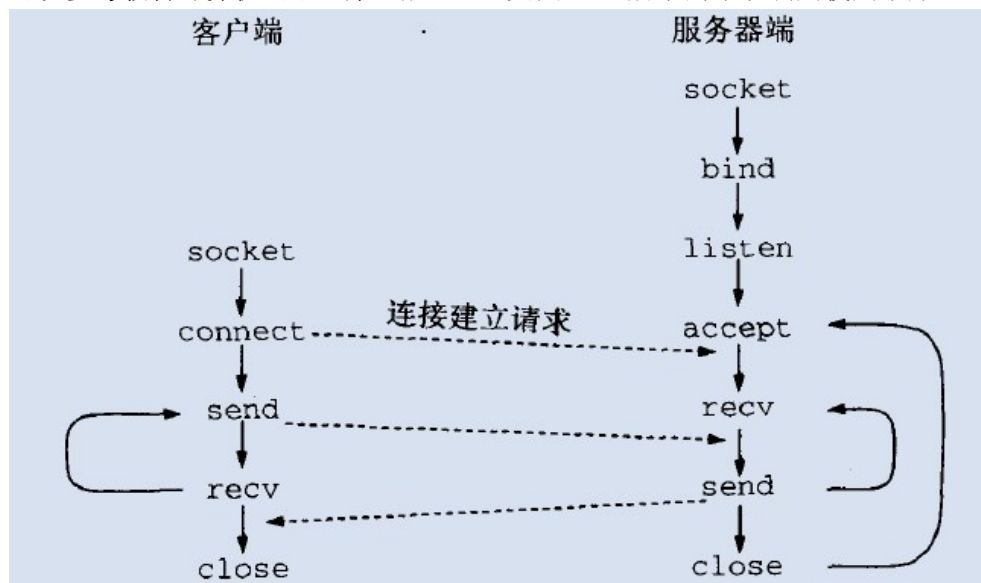 客户端
服务器端
socket
bind
socket
listen
connect
连接建立请求
accept
send
recv
recv
send
close
close